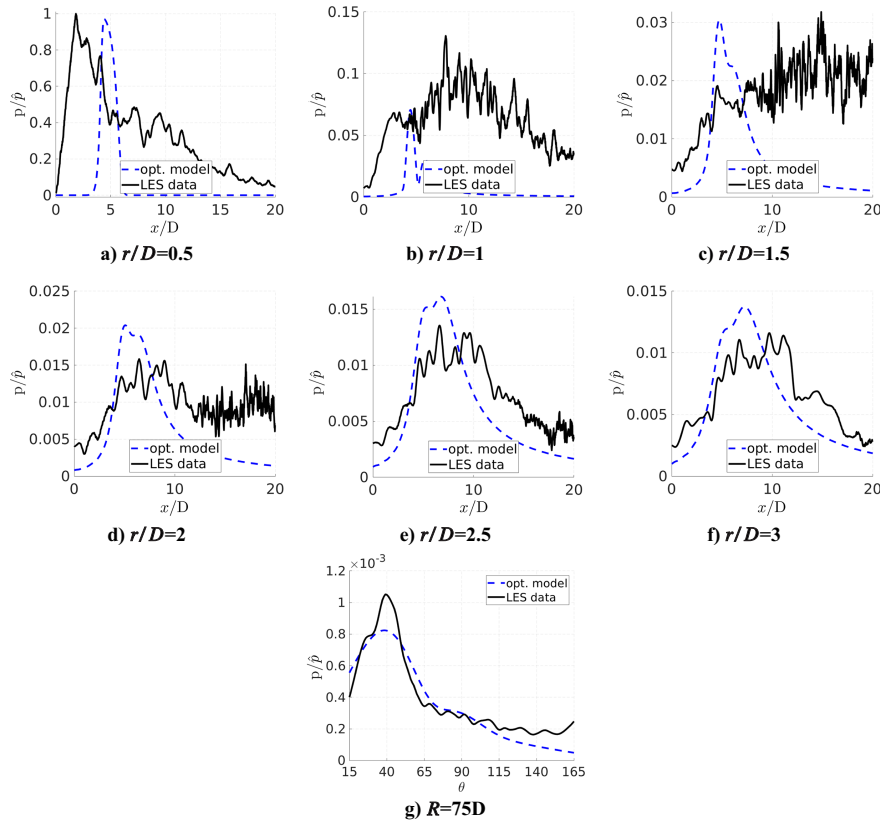 p/p̂
1
0.8
0.6
0.4
0.2
0
0 5 10 15 20
opt. model
LES data
x/D
a) r/D=0.5
p/p̂
0.15
0.1
0.05
0
0 5 10 15 20
opt. model
LES data
x/D
b) r/D=1
p/p̂
0.03
0.02
0.01
0
0 10 20
opt. model
LES data
x/D
c) r/D=1.5
p/p̂
0.025
0.02
0.015
0.01
0.005
0
0 10 20
opt. model
LES data
x/D
d) r/D=2
p/p̂
0.015
0.01
0.005
0
0 10 20
opt. model
LES data
x/D
e) r/D=2.5
p/p̂
0.015
0.01
0.005
0
0 10 20
opt. model
LES data
x/D
f) r/D=3
p/p̂
×10⁻³
1.2
1
0.8
0.6
0.4
0.2
0
15 40 65 90 115 140 165
opt. model
LES data
θ
g) R=75D